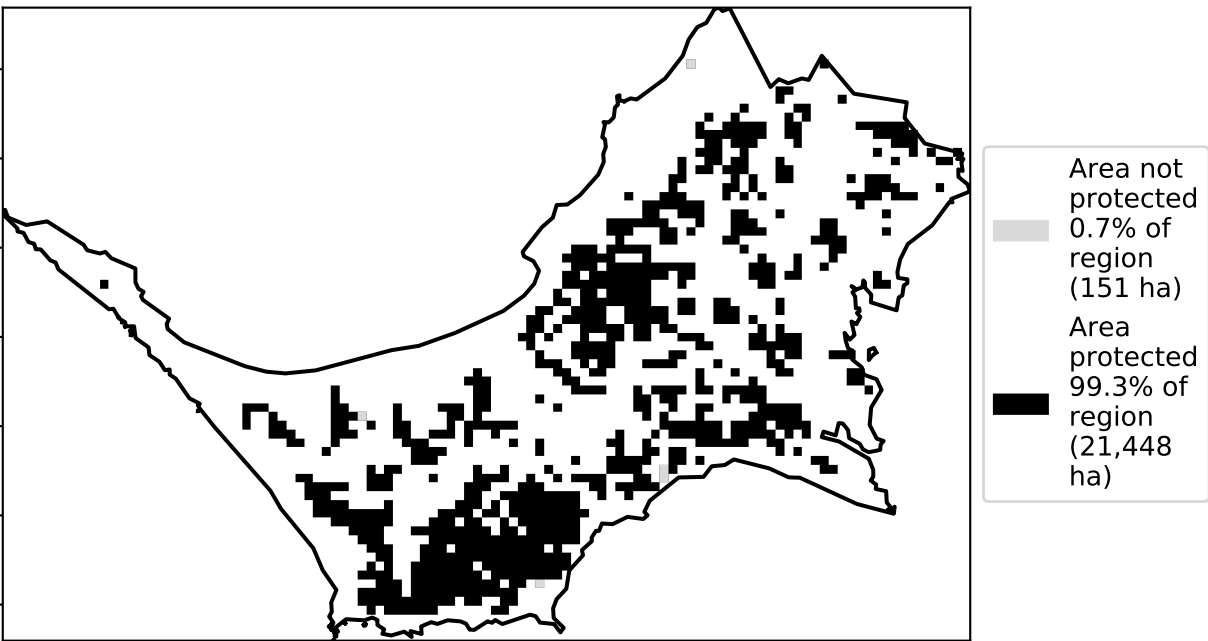 Area not
protected
0.7% of
region
(151 ha)
Area
protected
99.3% of
region
(21,448
ha)